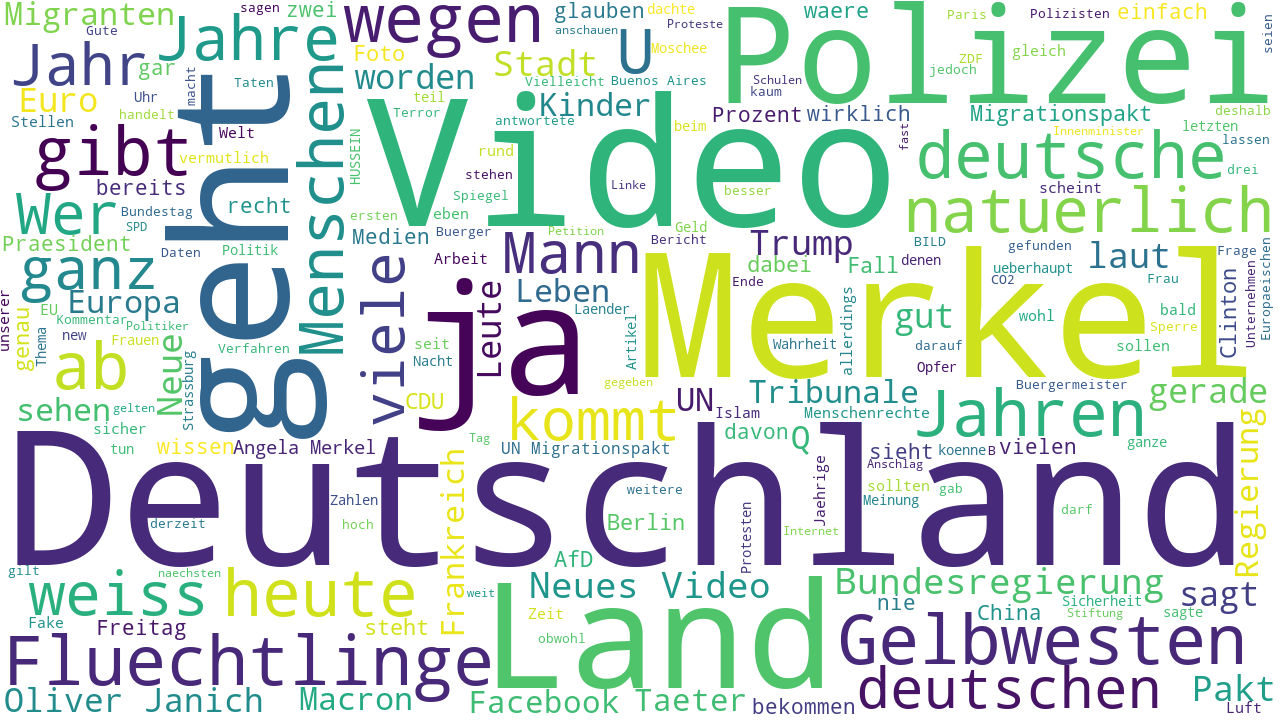 Migranten
Gute
Jahre
sagen
zwei
wegen
glauben
anschauen
dachte
Proteste
Polizei
waere
Paris
Polizisten
einfach
seien
Jahr
gar
Foto
worden
Stadt
U
Moschee
ZDF
gleich
jedoch
Euro
Uhr
macht
Taten
geht
Menschen
teil
Terror
Vielleicht
Buenos Aires
Schulen
kaum
Stellen
handelt
Welt
antwortete
Kinder
beim
Prozent
wirklich
Migrationspakt
letzten
deshalb
gibt
vermutlich
HUSSEIN
Video
rund
fast
deutsche
Innenminister
lassen
drei
bereits
recht
stehen
Spiegel
Linke
besser
scheint
Wer
Bundestag
SPD
ersten
eben
natuerlich
Praesident
Daten
Politik
Medien
Buerger
Petition
Geld
Bericht
Trump
BILD
denen
gefunden
laut
Frage
Europaeischen
ganz
Arbeit
Mann
dabei
Fall
ueberhaupt
CO2
Frau
Unternehmen
Clinton
unserer
EU
Europa
viele
Leute
Leben
Laender
Ende
Merkel
gut
wohl
bald
Sperre
Kommentar
Politiker
genau
Thema
new
Frauen
Verfahren
seit
Nacht
ja
Artikel
Wahrheit
allerdings
darauf
Opfer
sollen
ab
Neue
Strassburg
gegeben
Buergermeister
sehen
gelten
CDU
kommt
UN
Tribunale
Islam
Menschenrechte
Jahren
gerade
sicher
tun
wissen
Angela Merkel
Tag
UN Migrationspakt
davon
Q
sieht
koenne
B
vielen
ganze
Regierung
Deutschland
Zahlen
Frankreich
weitere
Jaehrige
Anschlag
sollten
Meinung
gab
derzeit
hoch
Berlin
Protesten
Internet
darf
gilt
naechsten
AfD
weiss
heute
weit
Neues Video
Bundesregierung
sagt
Fake
Freitag
steht
Zeit
obwohl
Land
nie
China
Sicherheit
Stiftung
sagte
Fluechtlinge
Gelbwesten
Oliver Janich
Macron
Facebook
Taeter
bekommen
deutschen
Pakt
Luft